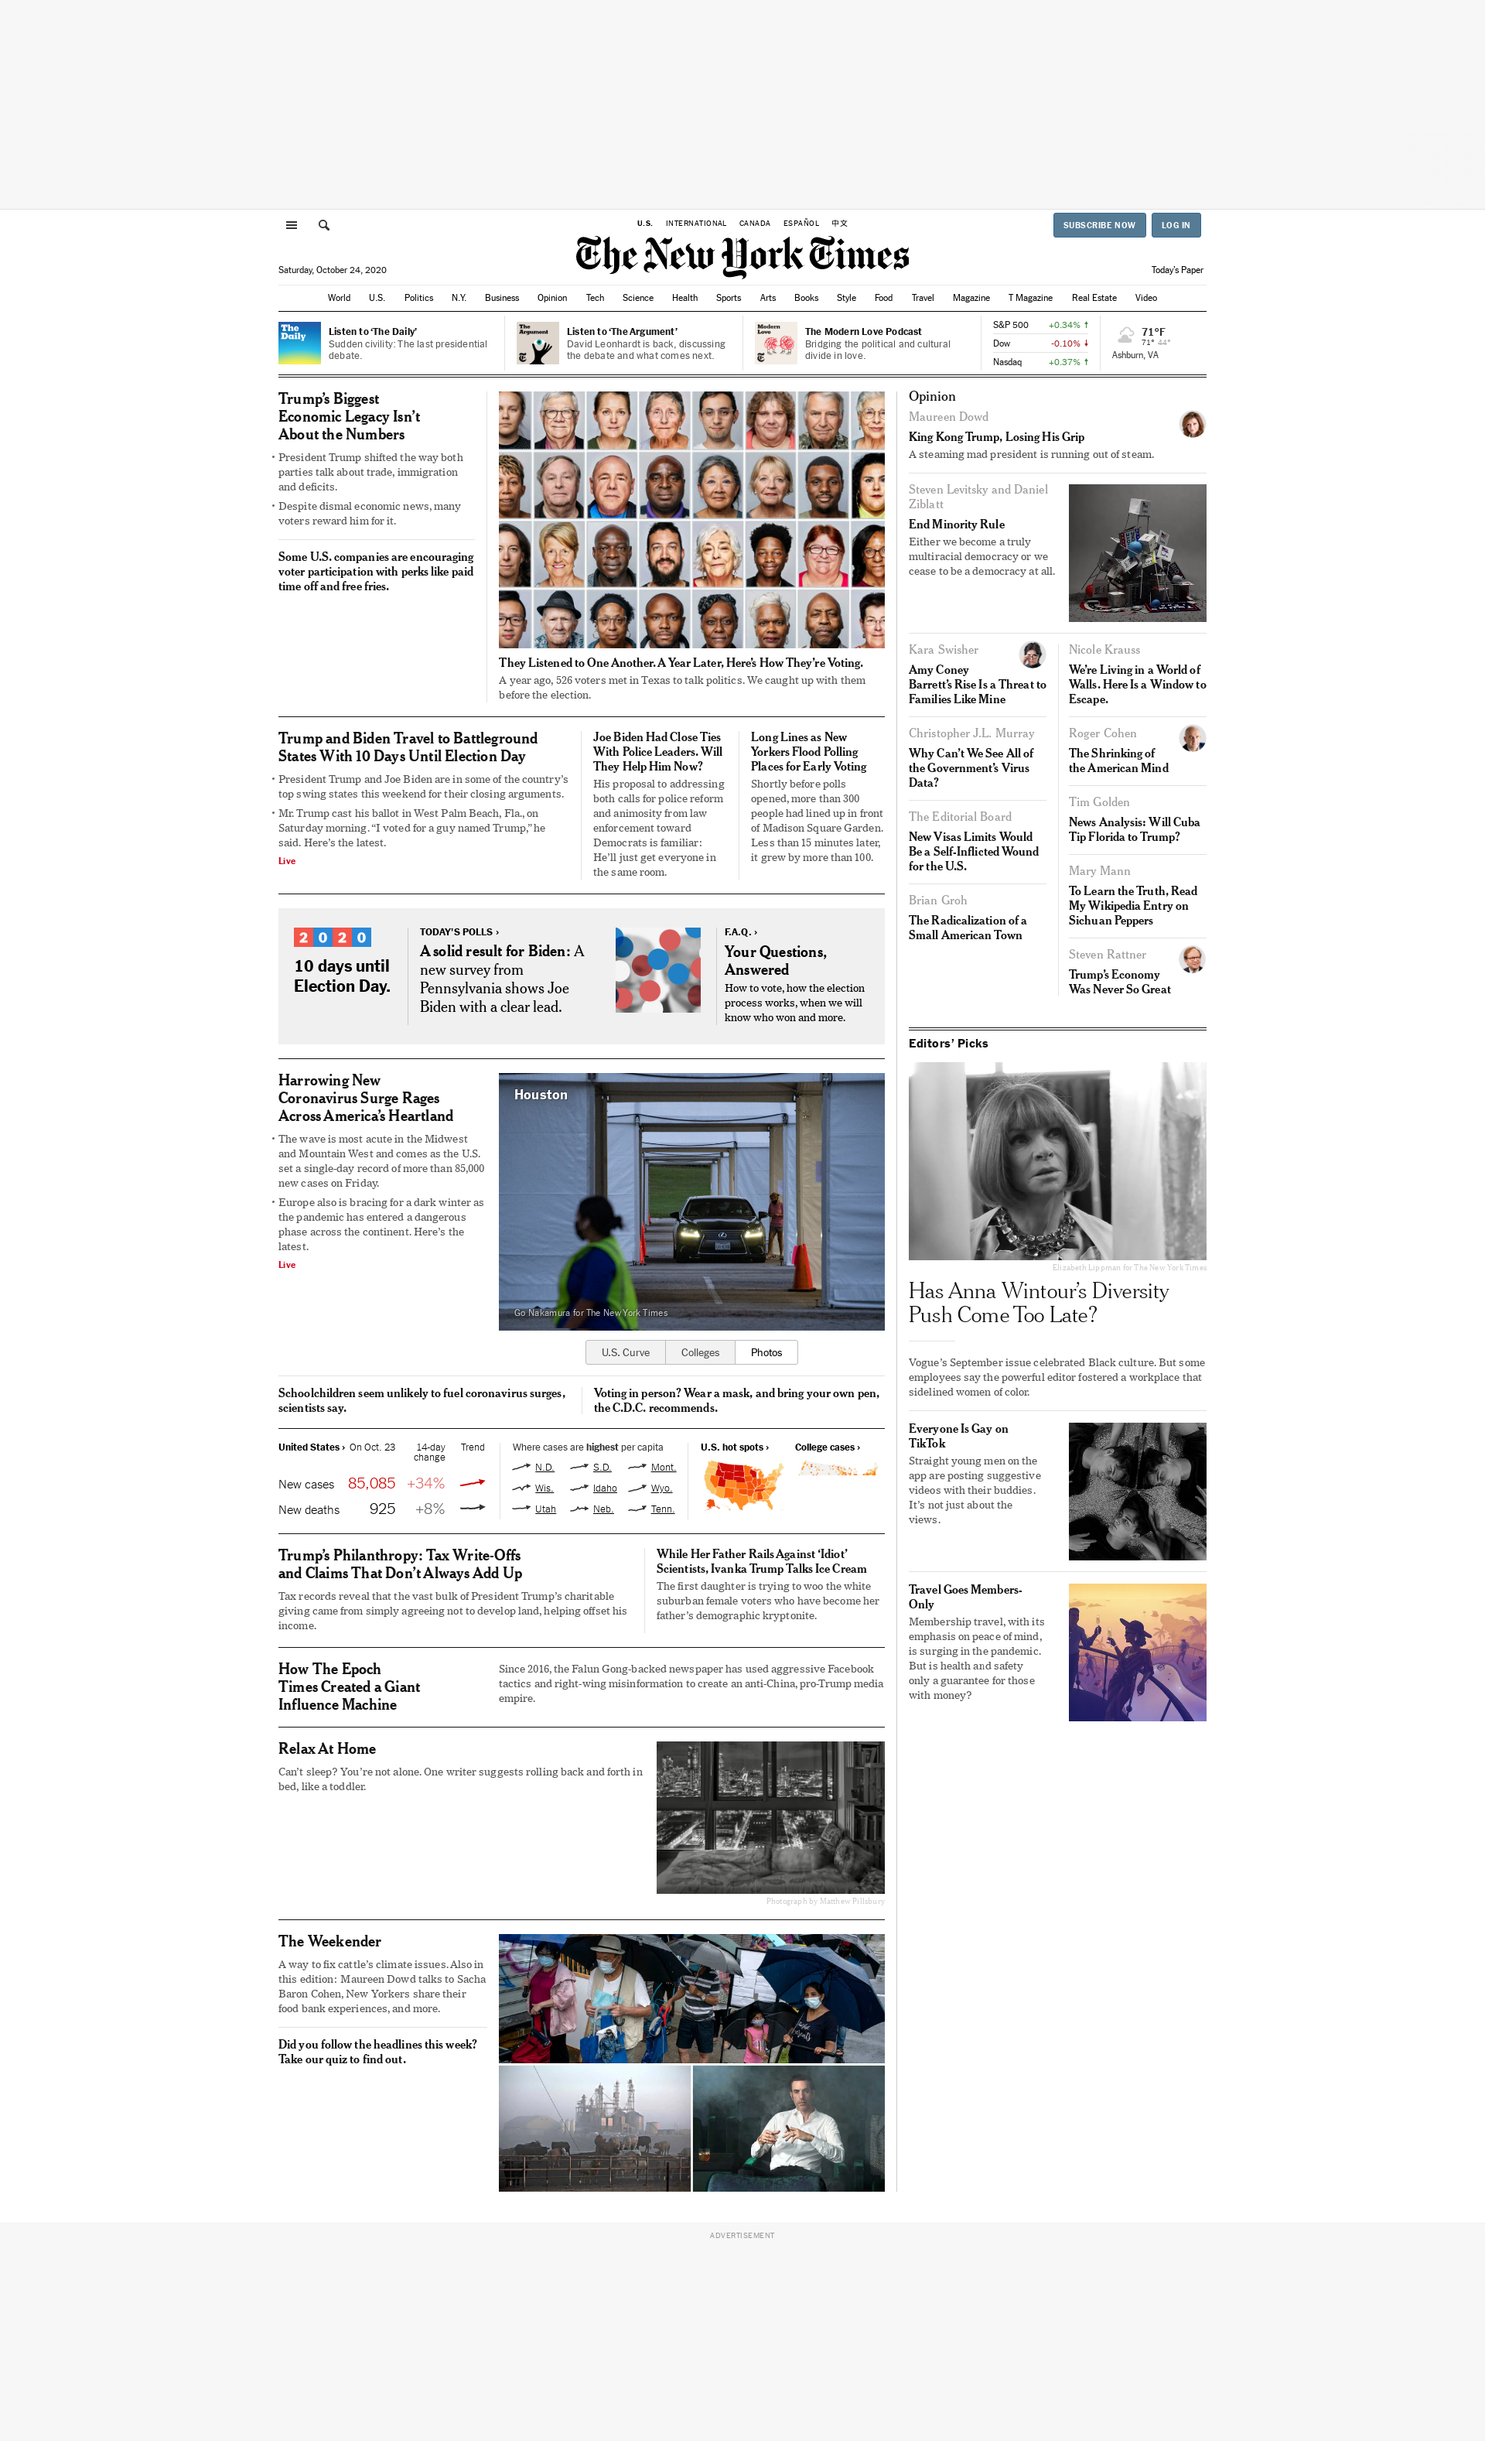 U.S. INTERNATIONAL CANADA ESPAÑOL 中文
SUBSCRIBE NOW LOG IN
The New York Times
Saturday, October 24, 2020
Today's Paper
World U.S. Politics N.Y. Business Opinion Tech Science Health Sports Arts Books Style Food Travel Magazine T Magazine Real Estate Video
The
Daily
Listen to ‘The Daily’
Sudden civility: The last presidential
debate.
The
Argument
Listen to ‘The Argument’
David Leonhardt is back, discussing
the debate and what comes next.
Modern
Love
The Modern Love Podcast
Bridging the political and cultural
divide in love.
S&P 500 +0.34%
Dow -0.10%
Nasdaq +0.37%
71°F
71° 44°
Ashburn, VA
Trump’s Biggest
Economic Legacy Isn’t
About the Numbers
• President Trump shifted the way both
parties talk about trade, immigration
and deficits.
• Despite dismal economic news, many
voters reward him for it.
Some U.S. companies are encouraging
voter participation with perks like paid
time off and free fries.
They Listened to One Another. A Year Later, Here’s How They’re Voting.
A year ago, 526 voters met in Texas to talk politics. We caught up with them
before the election.
Trump and Biden Travel to Battleground
States With 10 Days Until Election Day
• President Trump and Joe Biden are in some of the country’s
top swing states this weekend for their closing arguments.
• Mr. Trump cast his ballot in West Palm Beach, Fla., on
Saturday morning. “I voted for a guy named Trump,” he
said. Here’s the latest.
Live
Joe Biden Had Close Ties
With Police Leaders. Will
They Help Him Now?
His proposal to addressing
both calls for police reform
and animosity from law
enforcement toward
Democrats is familiar:
He’ll just get everyone in
the same room.
Long Lines as New
Yorkers Flood Polling
Places for Early Voting
Shortly before polls
opened, more than 300
people had lined up in front
of Madison Square Garden.
Less than 15 minutes later,
it grew by more than 100.
2020
10 days until
Election Day.
TODAY’S POLLS ›
A solid result for Biden: A
new survey from
Pennsylvania shows Joe
Biden with a clear lead.
F.A.Q. ›
Your Questions,
Answered
How to vote, how the election
process works, when we will
know who won and more.
Harrowing New
Coronavirus Surge Rages
Across America’s Heartland
• The wave is most acute in the Midwest
and Mountain West and comes as the U.S.
set a single-day record of more than 85,000
new cases on Friday.
• Europe also is bracing for a dark winter as
the pandemic has entered a dangerous
phase across the continent. Here’s the
latest.
Live
Houston
Go Nakamura for The New York Times
U.S. Curve Colleges Photos
Schoolchildren seem unlikely to fuel coronavirus surges,
scientists say.
Voting in person? Wear a mask, and bring your own pen,
the C.D.C. recommends.
United States › On Oct. 23 14-day
change Trend
New cases 85,085 +34%
New deaths 925 +8%
Where cases are highest per capita
N.D. S.D. Mont.
Wis. Idaho Wyo.
Utah Neb. Tenn.
U.S. hot spots › College cases ›
Trump’s Philanthropy: Tax Write-Offs
and Claims That Don’t Always Add Up
Tax records reveal that the vast bulk of President Trump’s charitable
giving came from simply agreeing not to develop land, helping offset his
income.
While Her Father Rails Against ‘Idiot’
Scientists, Ivanka Trump Talks Ice Cream
The first daughter is trying to woo the white
suburban female voters who have become her
father’s demographic kryptonite.
How The Epoch
Times Created a Giant
Influence Machine
Since 2016, the Falun Gong-backed newspaper has used aggressive Facebook
tactics and right-wing misinformation to create an anti-China, pro-Trump media
empire.
Relax At Home
Can’t sleep? You’re not alone. One writer suggests rolling back and forth in
bed, like a toddler.
Photograph by Matthew Pillsbury
The Weekender
A way to fix cattle’s climate issues. Also in
this edition: Maureen Dowd talks to Sacha
Baron Cohen, New Yorkers share their
food bank experiences, and more.
Did you follow the headlines this week?
Take our quiz to find out.
Opinion
Maureen Dowd
King Kong Trump, Losing His Grip
A steaming mad president is running out of steam.
Steven Levitsky and Daniel
Ziblatt
End Minority Rule
Either we become a truly
multiracial democracy or we
cease to be a democracy at all.
Kara Swisher
Amy Coney
Barrett’s Rise Is a Threat to
Families Like Mine
Christopher J.L. Murray
Why Can’t We See All of
the Government’s Virus
Data?
The Editorial Board
New Visas Limits Would
Be a Self-Inflicted Wound
for the U.S.
Brian Groh
The Radicalization of a
Small American Town
Nicole Krauss
We’re Living in a World of
Walls. Here Is a Window to
Escape.
Roger Cohen
The Shrinking of
the American Mind
Tim Golden
News Analysis: Will Cuba
Tip Florida to Trump?
Mary Mann
To Learn the Truth, Read
My Wikipedia Entry on
Sichuan Peppers
Steven Rattner
Trump’s Economy
Was Never So Great
Editors’ Picks
Elizabeth Lippman for The New York Times
Has Anna Wintour’s Diversity
Push Come Too Late?
Vogue’s September issue celebrated Black culture. But some
employees say the powerful editor fostered a workplace that
sidelined women of color.
Everyone Is Gay on
TikTok
Straight young men on the
app are posting suggestive
videos with their buddies.
It’s not just about the
views.
Travel Goes Members-
Only
Membership travel, with its
emphasis on peace of mind,
is surging in the pandemic.
But is health and safety
only a guarantee for those
with money?
ADVERTISEMENT